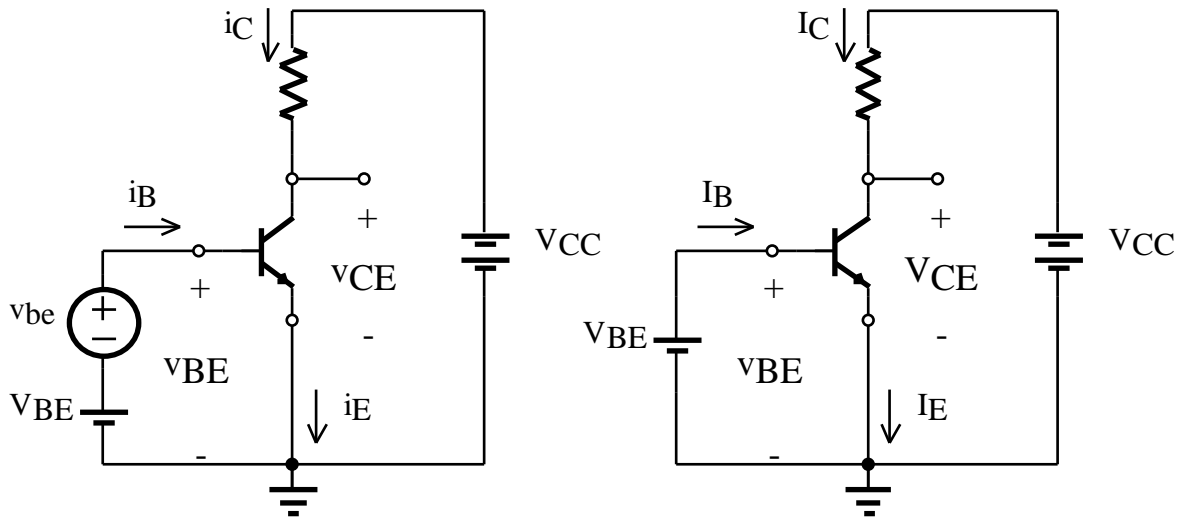 iC
iB
+
vCE
-
VCC
+
vbe
+
−
vBE
VBE
-
iE
IC
IB
+
VCE
-
VCC
+
VBE
vBE
-
IE